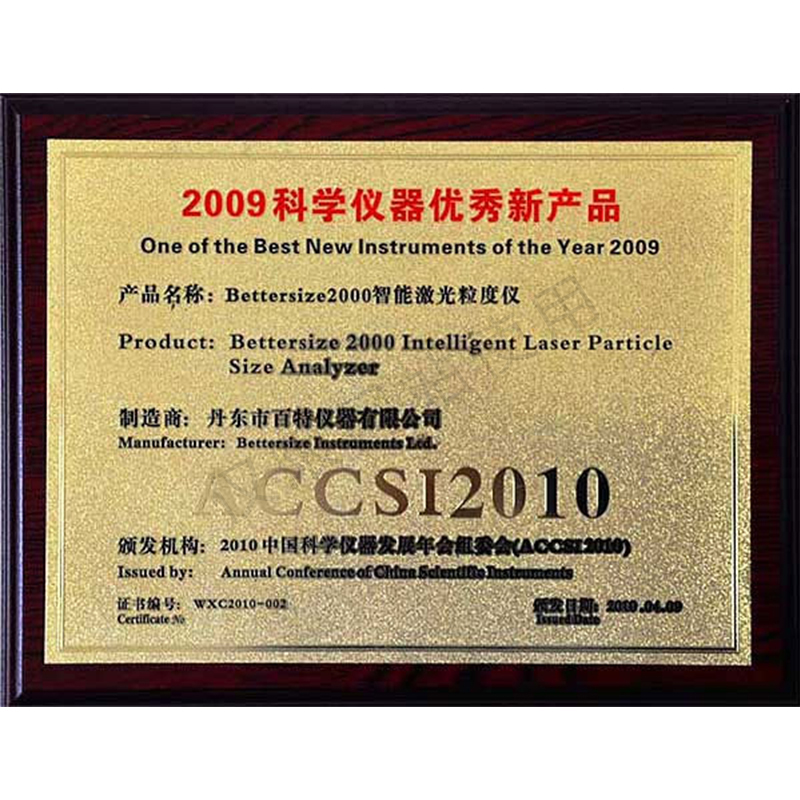 2009科学仪器优秀新产品
One of the Best New Instruments of the Year 2009
产品名称：Bettersize2000智能激光粒度仪
Product: Bettersize 2000 Intelligent Laser Particle
Size Analyzer
制造商：丹东市百特仪器有限公司
Manufacturer: Bettersize Instruments Ltd.
ACCSI2010
颁发机构：2010中国科学仪器发展年会组委会(ACCSI2010)
Issued by: Annual Conference of China Scientific Instruments
证书编号：WXC2010-002 颁发日期：2010.04.09
Certificate № Issued Date